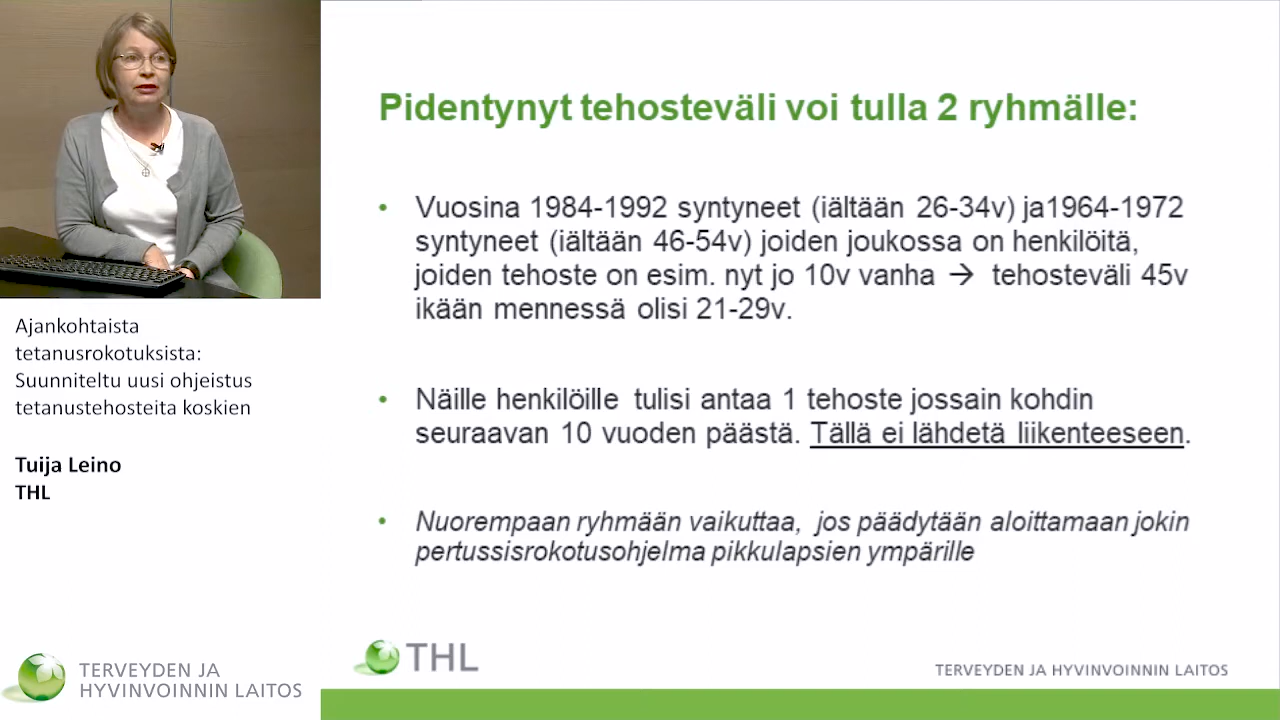 Pidentynyt tehosteväli voi tulla 2 ryhmälle:
• Vuosina 1984-1992 syntyneet (iältään 26-34v) ja1964-1972
syntyneet (iältään 46-54v) joiden joukossa on henkilöitä,
joiden tehoste on esim. nyt jo 10v vanha → tehosteväli 45v
ikään mennessä olisi 21-29v.
• Näille henkilöille tulisi antaa 1 tehoste jossain kohdin
seuraavan 10 vuoden päästä. Tällä ei lähdetä liikenteeseen.
• Nuorempaan ryhmään vaikuttaa, jos päädytään aloittamaan jokin
pertussisrokotusohjelma pikkulapsien ympärille
Ajankohtaista
tetanusrokotuksista:
Suunniteltu uusi ohjeistus
tetanustehosteita koskien
Tuija Leino
THL
TERVEYDEN JA
HYVINVOINNIN LAITOS
THL
TERVEYDEN JA HYVINVOINNIN LAITOS